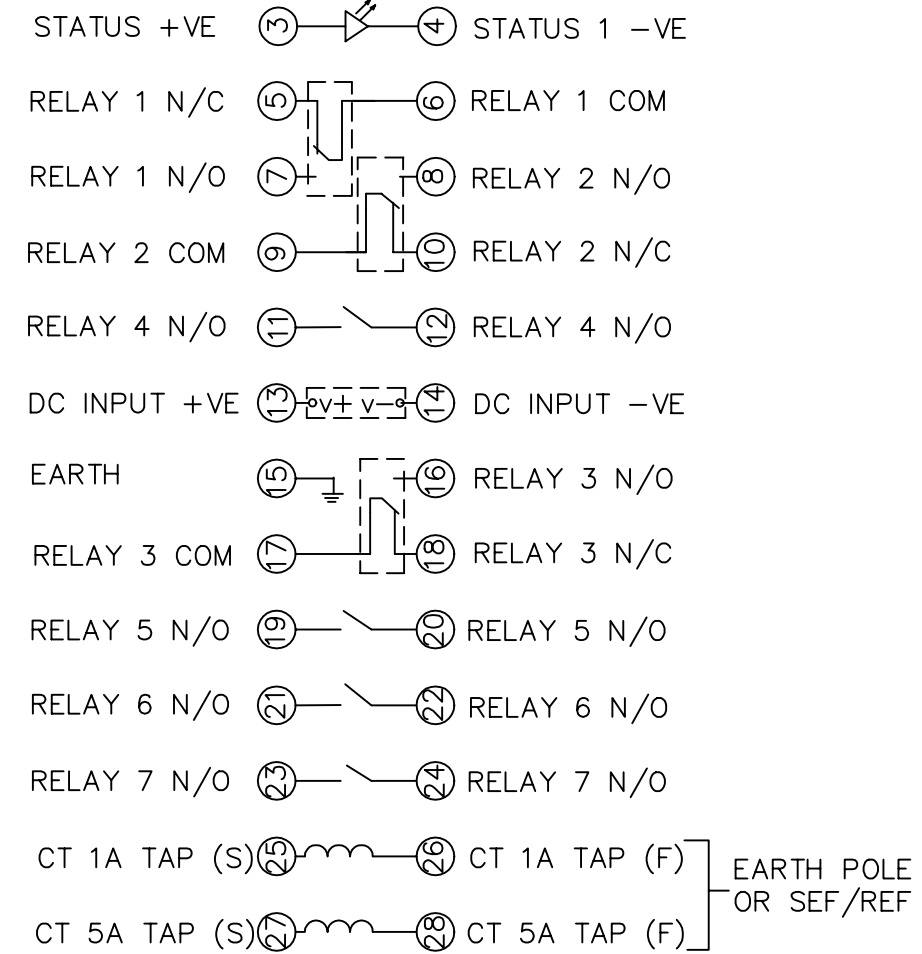 STATUS +VE 3 4 STATUS 1 −VE
RELAY 1 N/C 5 6 RELAY 1 COM
RELAY 1 N/O 7 8 RELAY 2 N/O
RELAY 2 COM 9 10 RELAY 2 N/C
RELAY 4 N/O 11 12 RELAY 4 N/O
DC INPUT +VE 13 V+ V− 14 DC INPUT −VE
EARTH 15 16 RELAY 3 N/O
RELAY 3 COM 17 18 RELAY 3 N/C
RELAY 5 N/O 19 20 RELAY 5 N/O
RELAY 6 N/O 21 22 RELAY 6 N/O
RELAY 7 N/O 23 24 RELAY 7 N/O
CT 1A TAP (S) 25 26 CT 1A TAP (F)
CT 5A TAP (S) 27 28 CT 5A TAP (F)
EARTH POLE
OR SEF/REF